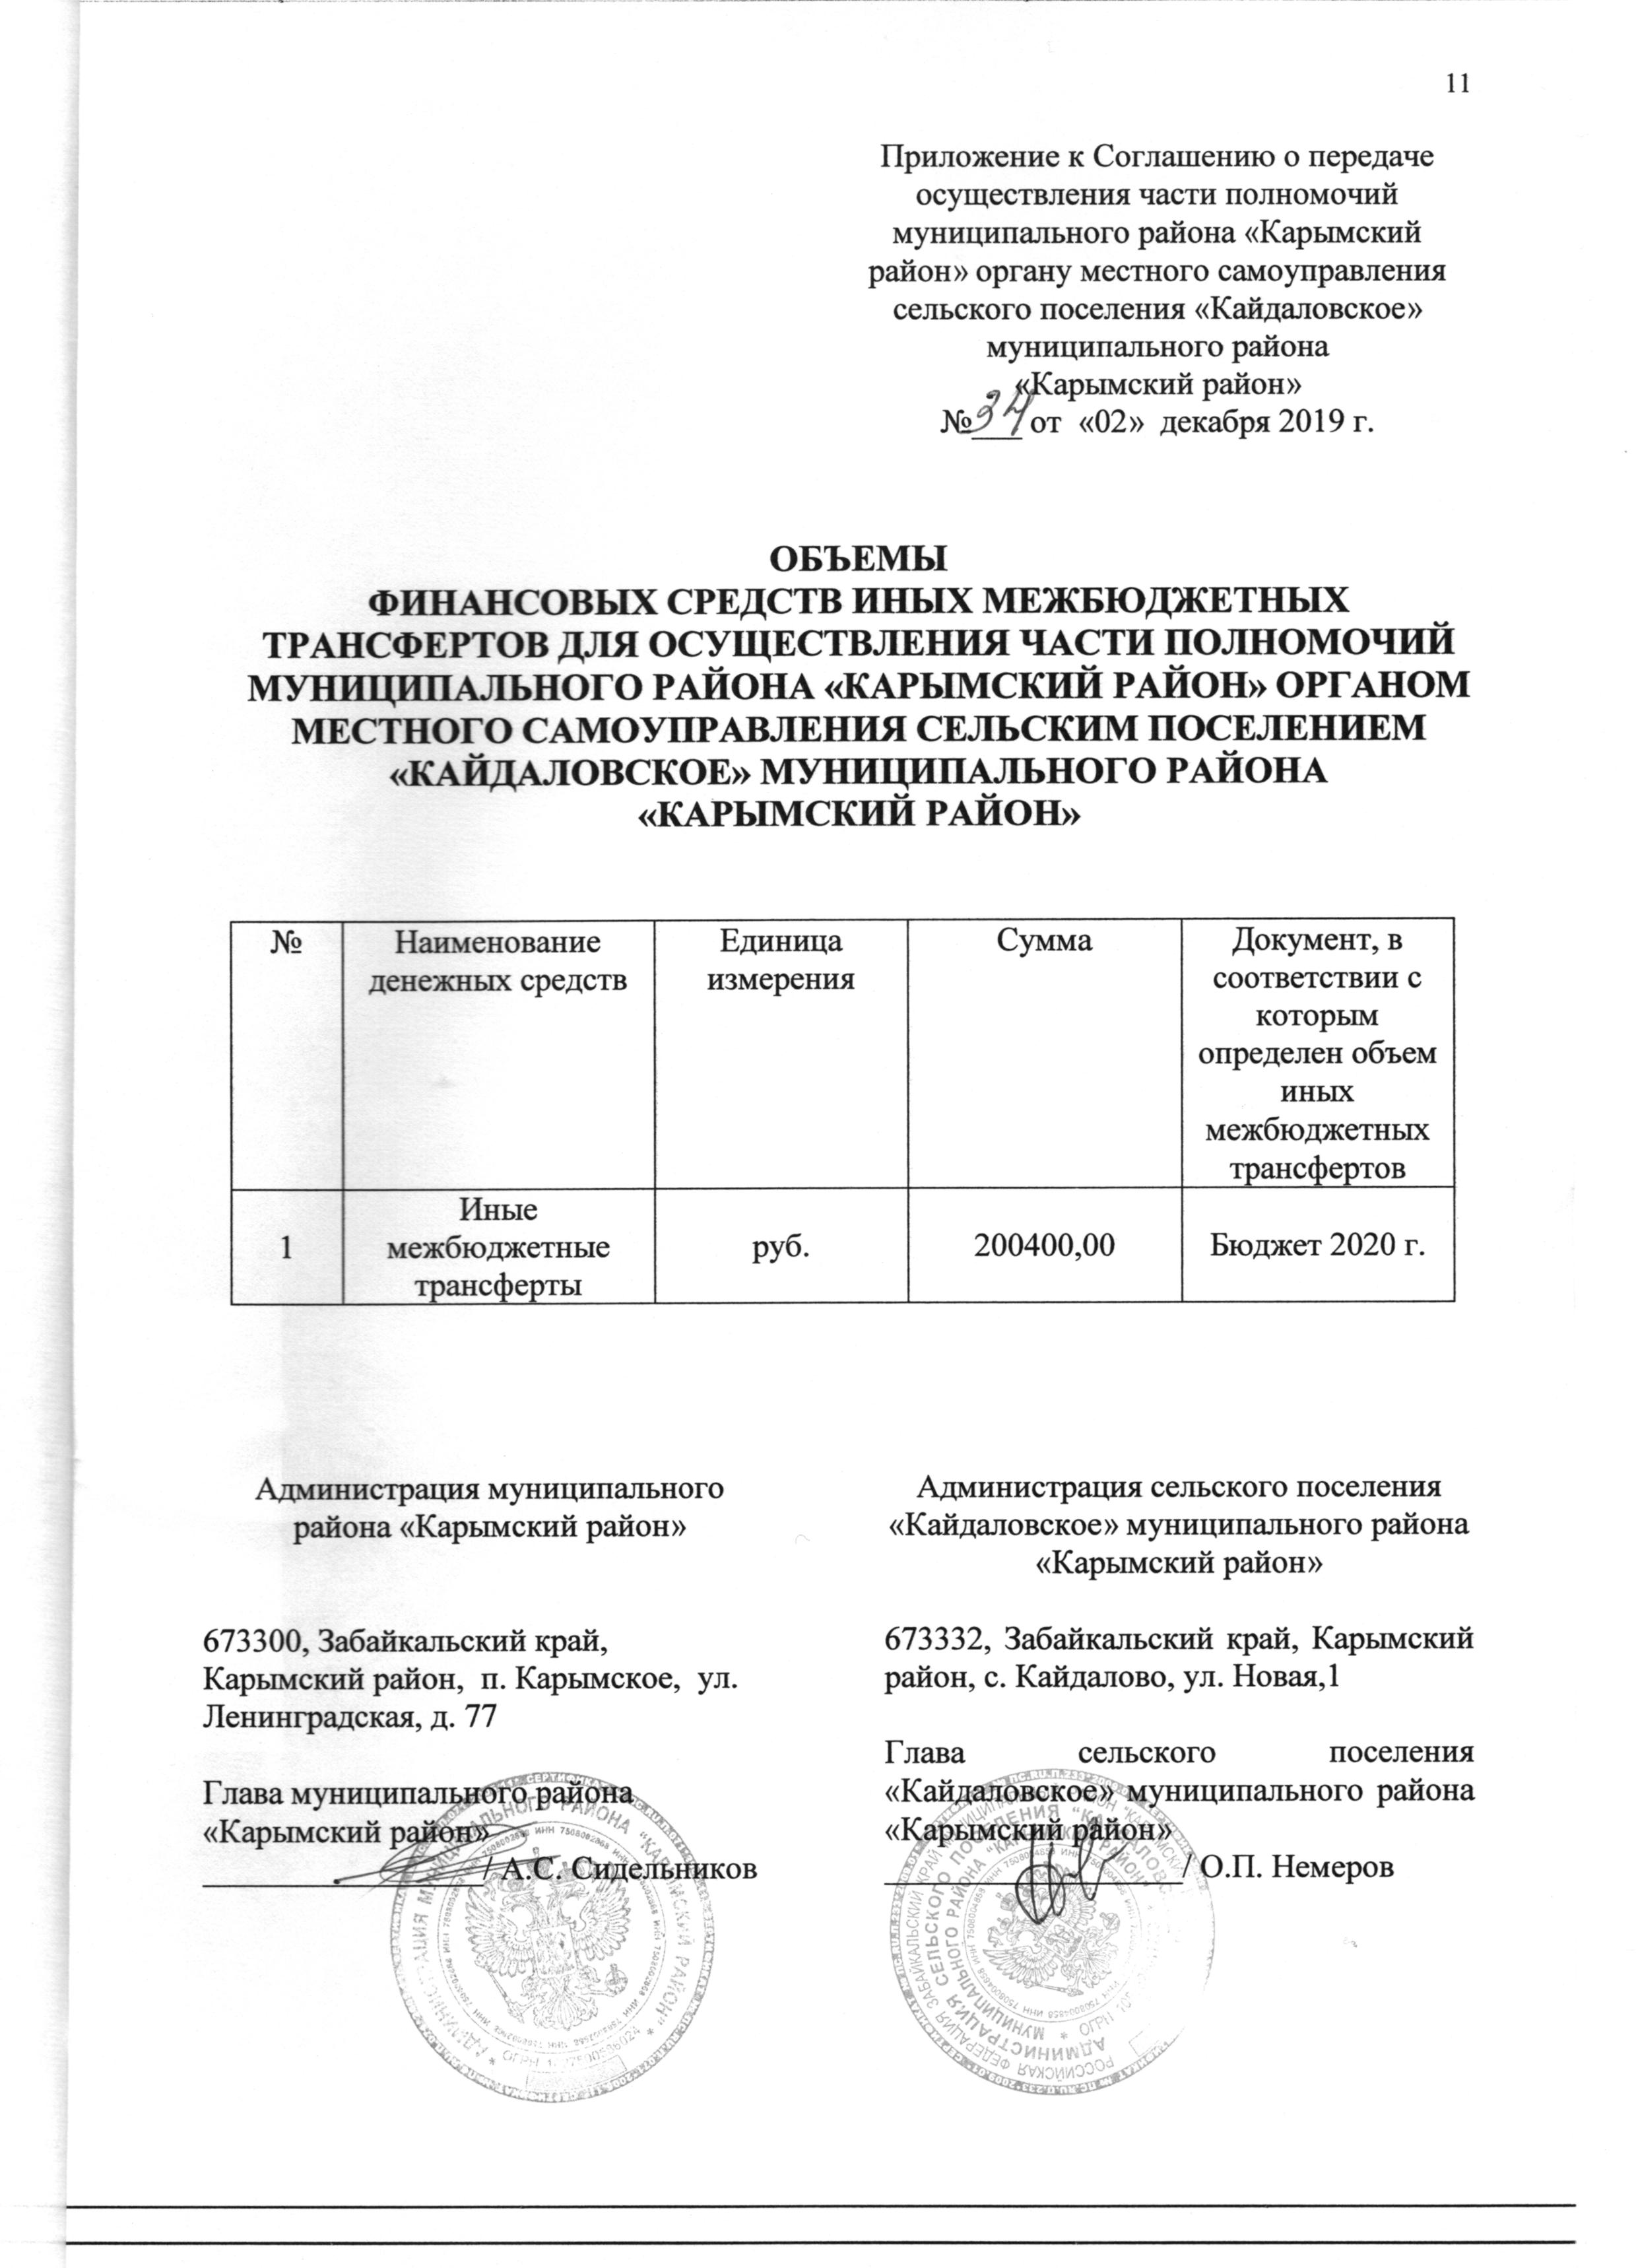 11
Приложение к Соглашению о передаче
осуществления части полномочий
муниципального района «Карымский
район» органу местного самоуправления
сельского поселения «Кайдаловское»
муниципального района
«Карымский район»
№ 34 от «02» декабря 2019 г.
ОБЪЕМЫ
ФИНАНСОВЫХ СРЕДСТВ ИНЫХ МЕЖБЮДЖЕТНЫХ
ТРАНСФЕРТОВ ДЛЯ ОСУЩЕСТВЛЕНИЯ ЧАСТИ ПОЛНОМОЧИЙ
МУНИЦИПАЛЬНОГО РАЙОНА «КАРЫМСКИЙ РАЙОН» ОРГАНОМ
МЕСТНОГО САМОУПРАВЛЕНИЯ СЕЛЬСКИМ ПОСЕЛЕНИЕМ
«КАЙДАЛОВСКОЕ» МУНИЦИПАЛЬНОГО РАЙОНА
«КАРЫМСКИЙ РАЙОН»
№
Наименование
денежных средств
Единица
измерения
Сумма
Документ, в
соответствии с
которым
определен объем
иных
межбюджетных
трансфертов
1
Иные
межбюджетные
трансферты
руб.
200400,00
Бюджет 2020 г.
Администрация муниципального
района «Карымский район»
673300, Забайкальский край,
Карымский район, п. Карымское, ул.
Ленинградская, д. 77
Глава муниципального района
«Карымский район»
/ А.С. Сидельников
Администрация сельского поселения
«Кайдаловское» муниципального района
«Карымский район»
673332, Забайкальский край, Карымский
район, с. Кайдалово, ул. Новая,1
Глава сельского поселения
«Кайдаловское» муниципального района
«Карымский район»
/ О.П. Немеров